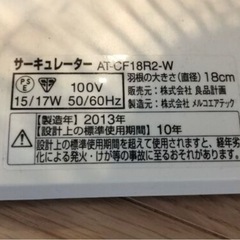 サーキュレーター AT-CF18R2-W
PSE 100V 羽根の大きさ(直径)18cm
15/17W 50/60Hz 販売元:株式会社 良品計画
製造元:株式会社 メルコエアテック
【製造年】2013年
【設計上の標準使用期間】10年
設計上の標準使用期間を超えて使用されますと、経年劣
化による発火・けが等の事故に至るおそれがあります。